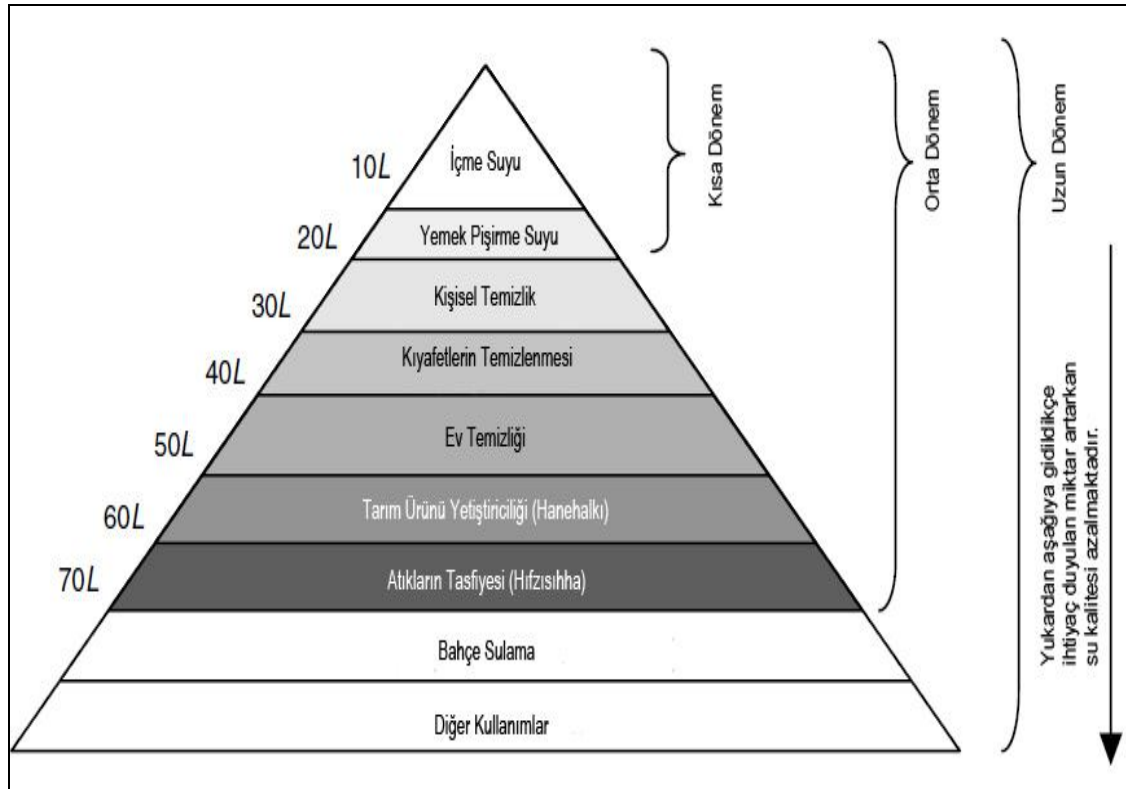 10L
İçme Suyu
20L
Yemek Pişirme Suyu
30L
Kişisel Temizlik
40L
Kıyafetlerin Temizlenmesi
50L
Ev Temizliği
60L
Tarım Ürünü Yetiştiriciliği (Hanehalkı)
70L
Atıkların Tasfiyesi (Hıfzısıhha)
Bahçe Sulama
Diğer Kullanımlar
Kısa Dönem
Orta Dönem
Uzun Dönem
Yukardan aşağıya gidildikçe
ihtiyaç duyulan miktar artarkan
su kalitesi azalmaktadır.